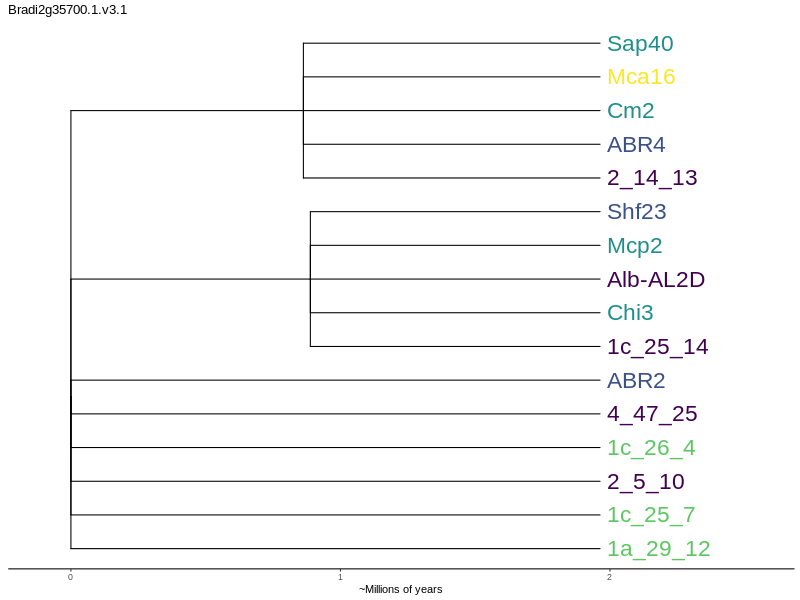 Bradi2g35700.1.v3.1
Sap40
Mca16
Cm2
ABR4
2_14_13
Shf23
Mcp2
Alb-AL2D
Chi3
1c_25_14
ABR2
4_47_25
1c_26_4
2_5_10
1c_25_7
1a_29_12
0 1 2
~Millions of years